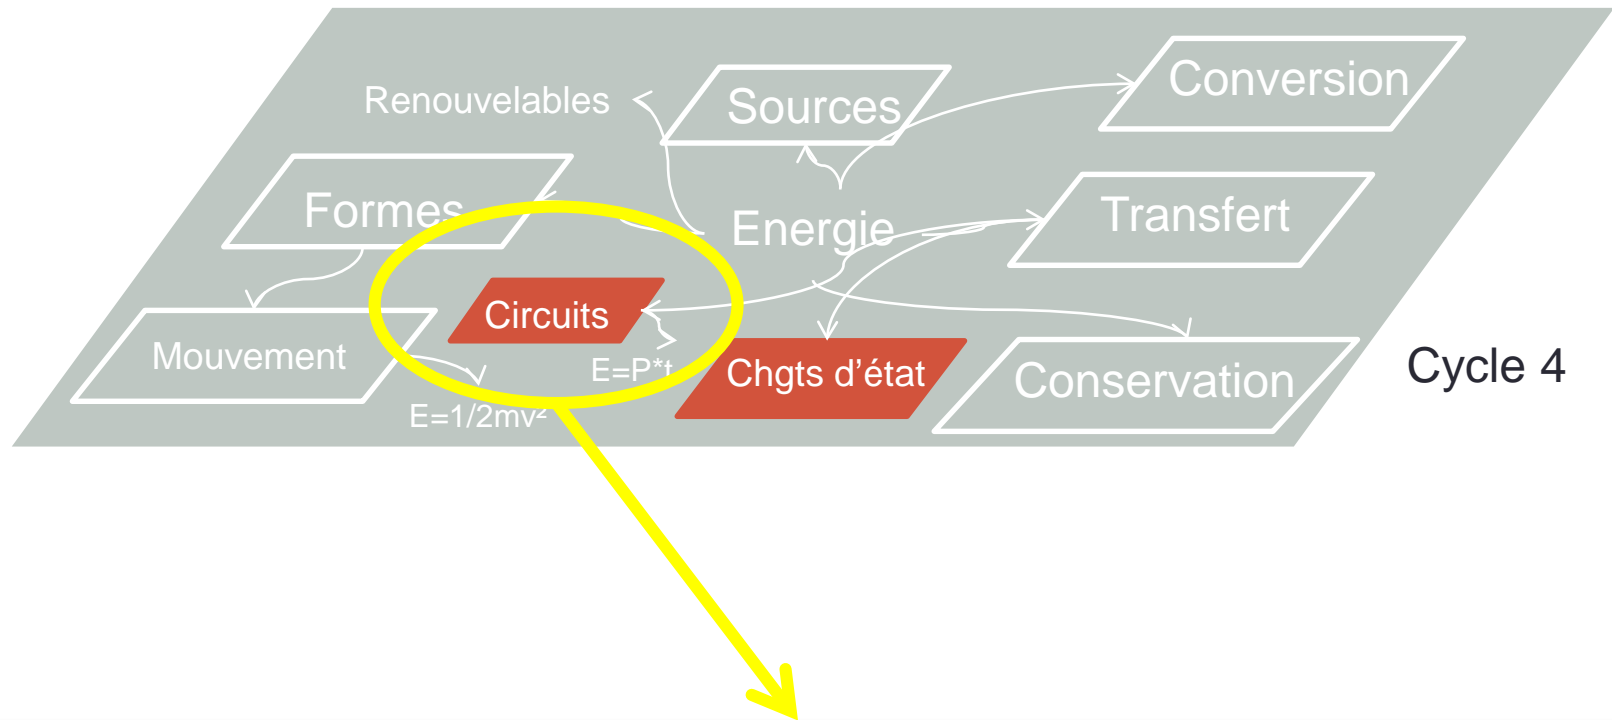 Conversion
Renouvelables
Sources
Formes
Energie
Transfert
Circuits
Mouvement
E=P*t
Chgts d’état
Conservation
Cycle 4
E=1/2mv²